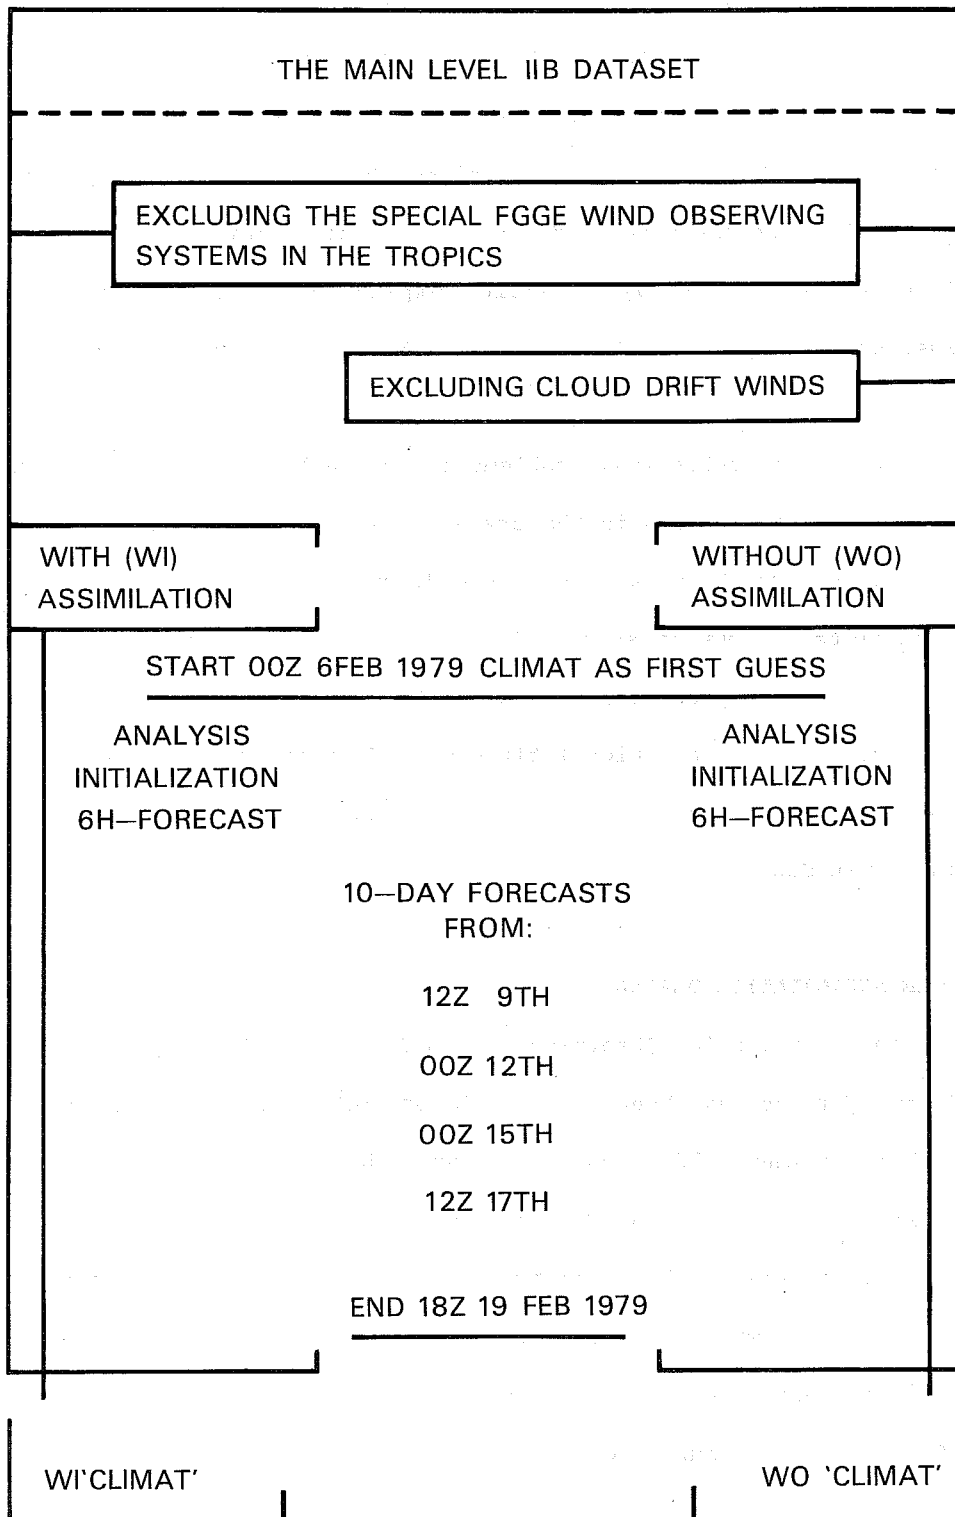 THE MAIN LEVEL IIB DATASET
EXCLUDING THE SPECIAL FGGE WIND OBSERVING
SYSTEMS IN THE TROPICS
EXCLUDING CLOUD DRIFT WINDS
WITH (WI)
ASSIMILATION
WITHOUT (WO)
ASSIMILATION
START 00Z 6FEB 1979 CLIMAT AS FIRST GUESS
ANALYSIS
INITIALIZATION
6H–FORECAST
ANALYSIS
INITIALIZATION
6H–FORECAST
10–DAY FORECASTS
FROM:
12Z 9TH
00Z 12TH
00Z 15TH
12Z 17TH
END 18Z 19 FEB 1979
WI'CLIMAT'
WO 'CLIMAT'